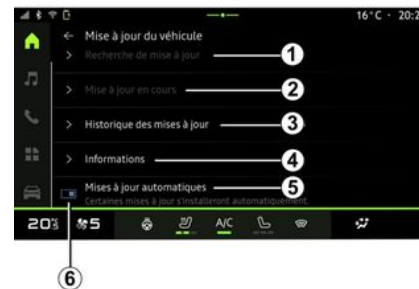 16°C · 20:2
Mise à jour du véhicule
Recherche de mise à jour
1
Mise à jour en cours
2
Historique des mises à jour
3
Informations
4
Mises à jour automatiques
5
Certaines mises à jour s'installeront automatiquement.
20 5 A/C
6